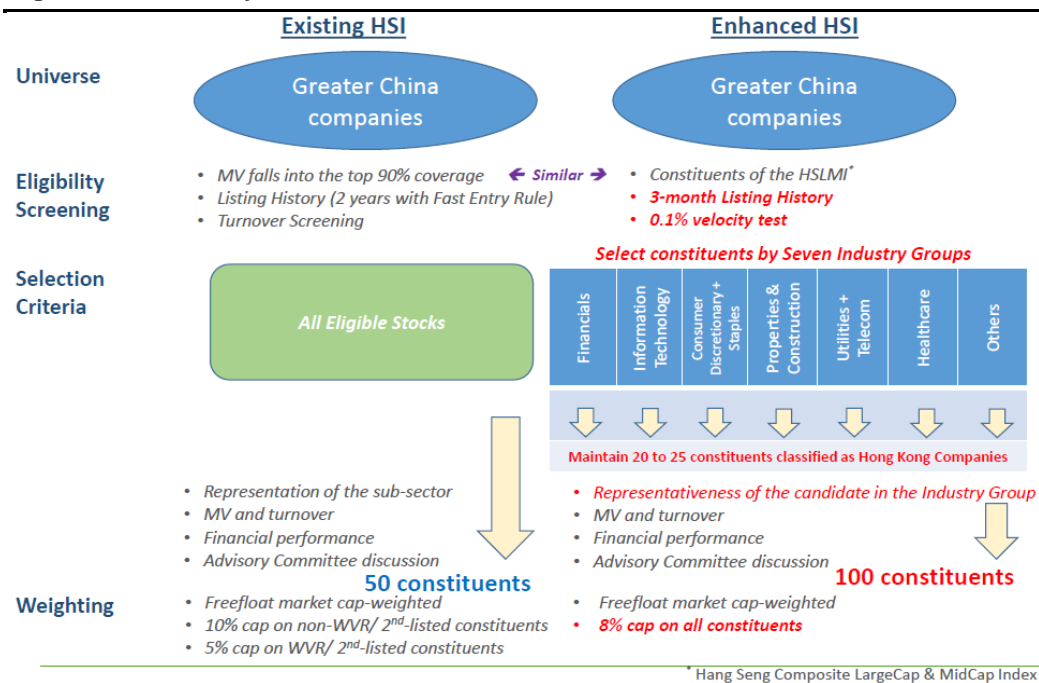 Existing HSI
Enhanced HSI
Universe
Greater China
companies
Greater China
companies
Eligibility
Screening
• MV falls into the top 90% coverage
• Listing History (2 years with Fast Entry Rule)
• Turnover Screening
← Similar →
• Constituents of the HSLMI*
• 3-month Listing History
• 0.1% velocity test
Selection
Criteria
All Eligible Stocks
Select constituents by Seven Industry Groups
Financials
Information
Technology
Consumer
Discretionary +
Staples
Properties &
Construction
Utilities +
Telecom
Healthcare
Others
Maintain 20 to 25 constituents classified as Hong Kong Companies
• Representation of the sub-sector
• MV and turnover
• Financial performance
• Advisory Committee discussion
50 constituents
• Representativeness of the candidate in the Industry Group
• MV and turnover
• Financial performance
• Advisory Committee discussion
100 constituents
Weighting
• Freefloat market cap-weighted
• 10% cap on non-WVR/ 2nd-listed constituents
• 5% cap on WVR/ 2nd-listed constituents
• Freefloat market cap-weighted
• 8% cap on all constituents
* Hang Seng Composite LargeCap & MidCap Index